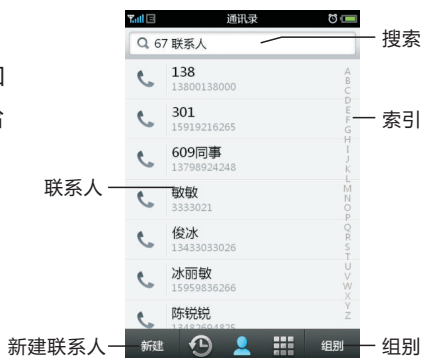 通讯录
67 联系人
搜索
138
13800138000
301
15919216265
索引
609同事
13798924248
联系人
敏敏
3333021
俊冰
13433033026
冰丽敏
15959836266
陈锐锐
13482694825
A
B
C
D
E
F
G
H
I
J
K
L
M
N
O
P
Q
R
S
T
U
V
W
X
Y
Z
新建联系人
新建
组别
组别